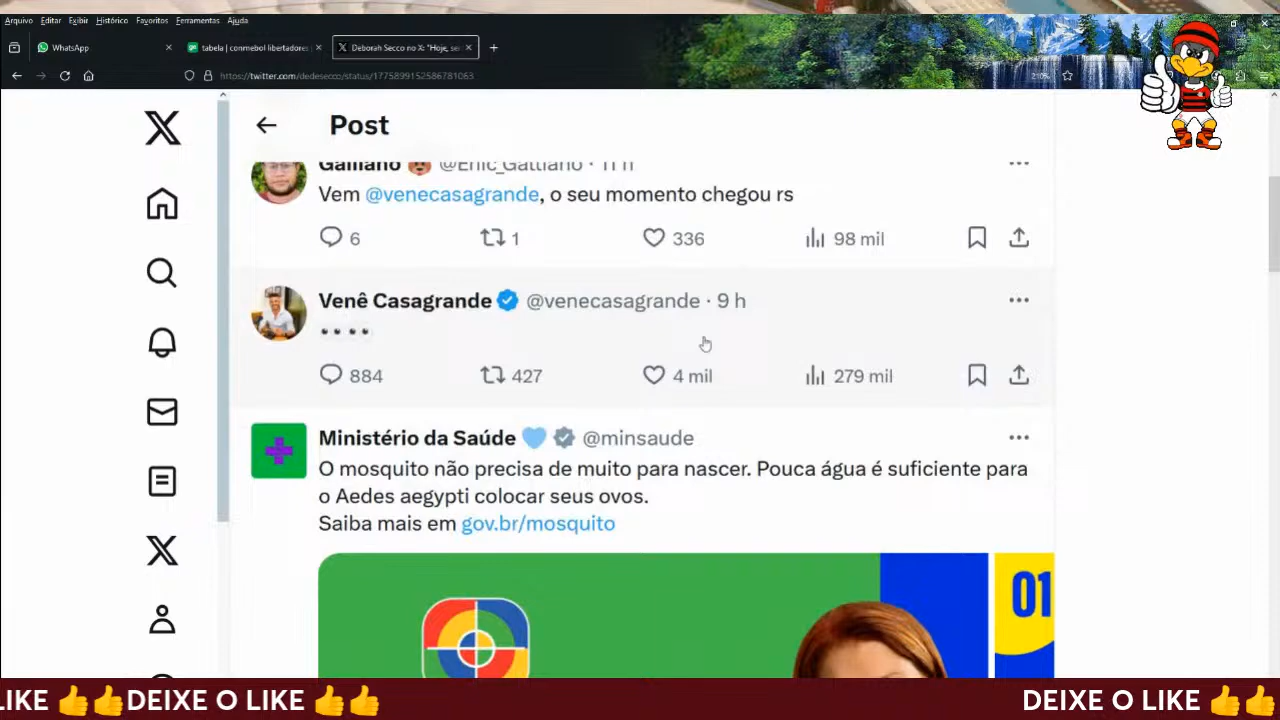 Arquivo Editar Exibir Histórico Favoritos Ferramentas Ajuda
WhatsApp
tabela | conmebol libertadores
Deborah Secco no X: "Hoje, se
https://twitter.com/dedesecco/status/1775899152586781063
210%
Post
Galliano @Eric_Galliano · 11 h
Vem @venecasagrande, o seu momento chegou rs
6 1 336 98 mil
Venê Casagrande @venecasagrande · 9 h
884 427 4 mil 279 mil
Ministério da Saúde @minsaude
O mosquito não precisa de muito para nascer. Pouca água é suficiente para
o Aedes aegypti colocar seus ovos.
Saiba mais em gov.br/mosquito
01
LIKE 👍👍DEIXE O LIKE 👍👍 DEIXE O LIKE 👍👍